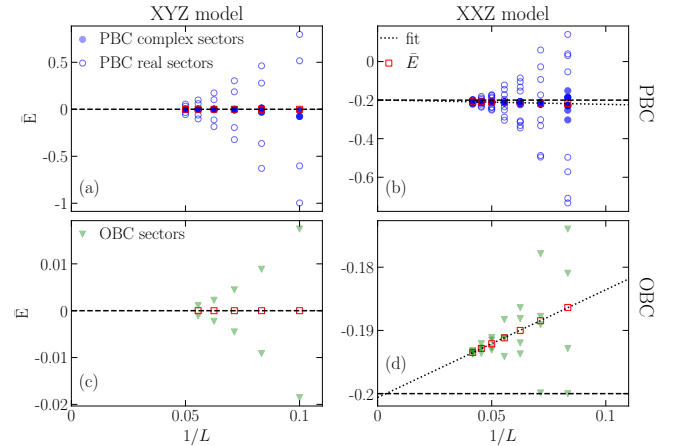 XYZ model
XXZ model
PBC complex sectors
PBC real sectors
fit
Ē
0.5
0
-0.5
-1
Ē
(a)
0
-0.2
-0.4
-0.6
(b)
PBC
OBC sectors
0.01
0
-0.01
-0.02
Ē
(c)
0
0.05
0.1
1/L
-0.18
-0.19
-0.2
(d)
0
0.05
0.1
1/L
OBC